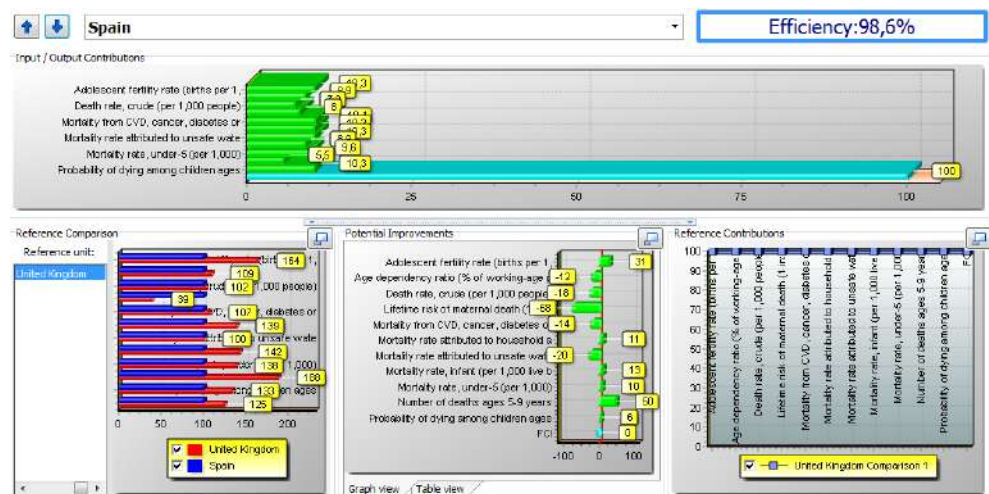 Spain
Efficiency:98,6%
Input / Output Contributions
Adolescent fertility rate (births per 1,
Death rate, crude (per 1,000 people)
Mortality from CVD, cancer, diabetes or
Mortality rate attributed to unsafe wate
Mortality rate, under-5 (per 1,000)
Probability of dying among children ages
8
9,6
5,5
10,3
100
0 25 50 75 100
Reference Comparison
Reference unit:
United Kingdom
164
109
102
39
107
139
100
142
138
188
133
125
0 50 100 150 200
United Kingdom
Spain
Potential Improvements
Adolescent fertility rate (births per 1, 31
Age dependency ratio (% of working-age -12
Death rate, crude (per 1,000 people -18
Lifetime risk of maternal death -68
Mortality from CVD, cancer, diabetes o -14
Mortality rate attributed to household a 11
Mortality rate attributed to unsafe wat -20
Mortality rate, infant (per 1,000 live b 13
Mortality rate, under-5 (per 1,000) 10
Number of deaths ages 5-9 years 50
Probability of dying among children ages 6
FCI 0
-100 0 100
Graph view Table view
Reference Contributions
100
90
80
70
60
50
40
30
20
10
0
Adolescent fertility rate (births per
Age dependency ratio (% of working-age
Death rate, crude (per 1,000 people
Lifetime risk of maternal death (1 in
Mortality from CVD, cancer, diabetes
Mortality rate attributed to household
Mortality rate attributed to unsafe wat
Mortality rate, infant (per 1,000 live
Mortality rate, under-5 (per 1,000
Number of deaths ages 5-9 year
Probability of dying among children age
FCI
United Kingdom Comparison 1